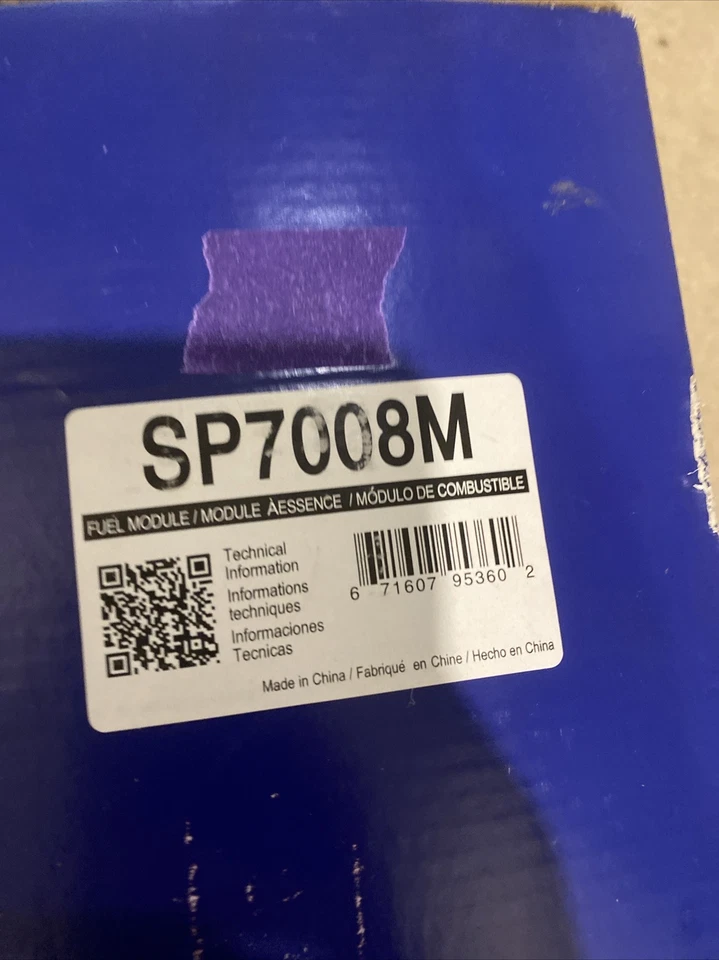 SP7008M
FUEL MODULE / MODULE ÀESSENCE / MÓDULO DE COMBUSTIBLE
Technical
Information
Informations
techniques
Informaciones
Tecnicas
6 71607 95360 2
Made in China / Fabriqué en Chine / Hecho en China